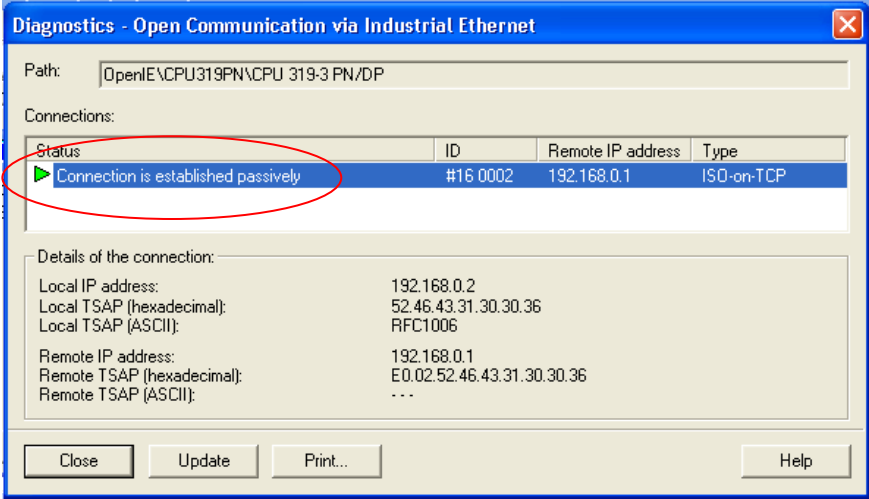 Diagnostics - Open Communication via Industrial Ethernet
Path: OpenIE\CPU319PN\CPU 319-3 PN/DP
Connections:
Status ID Remote IP address Type
Connection is established passively #16 0002 192.168.0.1 ISO-on-TCP
Details of the connection:
Local IP address: 192.168.0.2
Local TSAP (hexadecimal): 52.46.43.31.30.30.36
Local TSAP (ASCII): RFC1006
Remote IP address: 192.168.0.1
Remote TSAP (hexadecimal): E0.02.52.46.43.31.30.30.36
Remote TSAP (ASCII): - - -
Close Update Print... Help